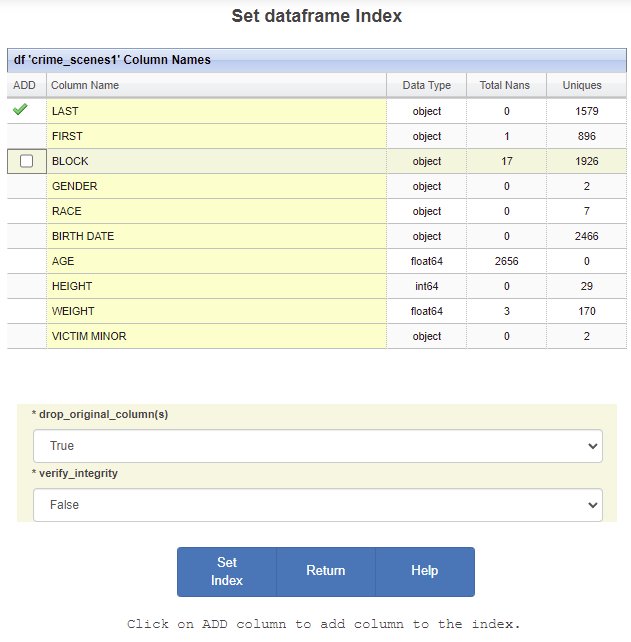 Set dataframe Index
df 'crime_scenes1' Column Names
ADD Column Name Data Type Total Nans Uniques
LAST object 0 1579
FIRST object 1 896
BLOCK object 17 1926
GENDER object 0 2
RACE object 0 7
BIRTH DATE object 0 2466
AGE float64 2656 0
HEIGHT int64 0 29
WEIGHT float64 3 170
VICTIM MINOR object 0 2
* drop_original_column(s)
True
* verify_integrity
False
Set Index Return Help
Click on ADD column to add column to the index.